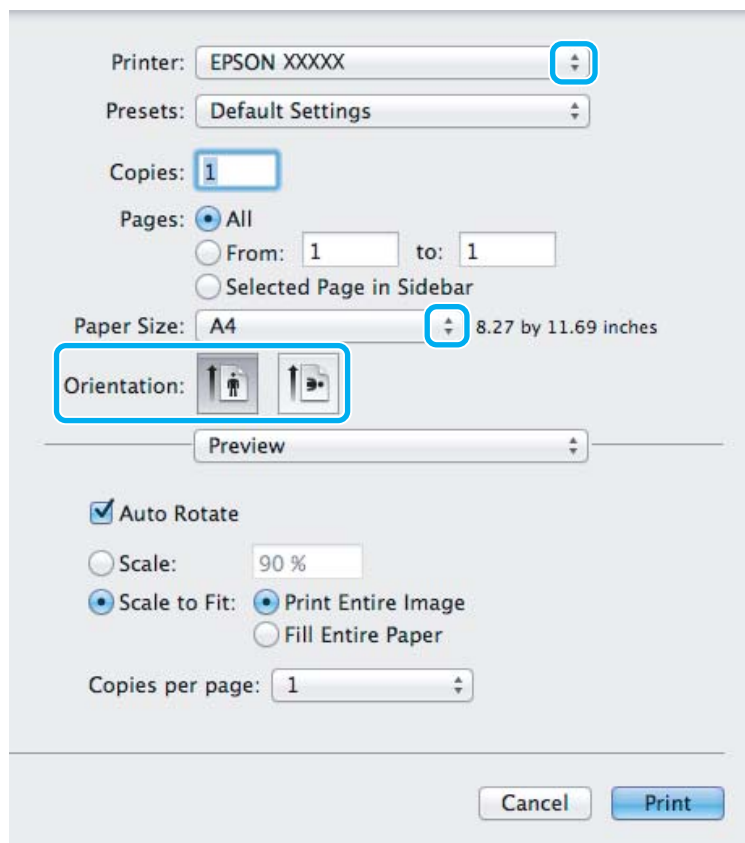 Printer: EPSON XXXXX
Presets: Default Settings
Copies: 1
Pages: All
From: 1 to: 1
Selected Page in Sidebar
Paper Size: A4 8.27 by 11.69 inches
Orientation:
Preview
Auto Rotate
Scale: 90 %
Scale to Fit: Print Entire Image
Fill Entire Paper
Copies per page: 1
Cancel Print